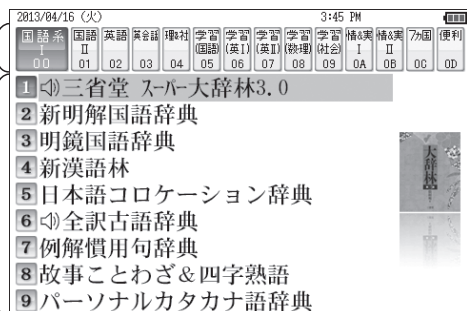 2013/04/16 (火) 3:45 PM
国語系 I 00
国語 II 01
英語 02
英会話 03
理&社 04
学習 (国語) 05
学習 (英I) 06
学習 (英II) 07
学習 (数・理) 08
学習 (社会) 09
情&実 I 0A
情&実 II 0B
7カ国 0C
便利 0D
1 三省堂 スーパー大辞林3.0
2 新明解国語辞典
3 明鏡国語辞典
4 新漢語林
5 日本語コロケーション辞典
6 全訳古語辞典
7 例解慣用句辞典
8 故事ことわざ&四字熟語
9 パーソナルカタカナ語辞典
大辞林